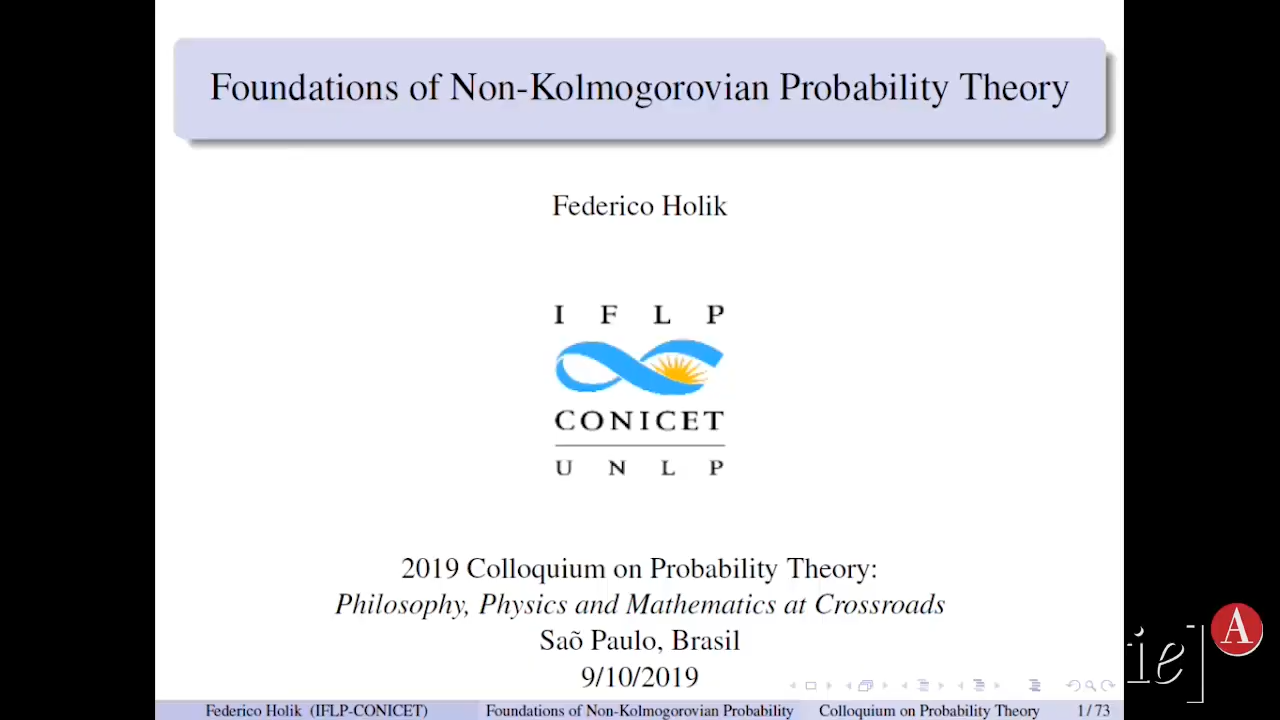 Foundations of Non-Kolmogorovian Probability Theory
Federico Holik
I F L P
CONICET
U N L P
2019 Colloquium on Probability Theory:
Philosophy, Physics and Mathematics at Crossroads
Saõ Paulo, Brasil
9/10/2019
ie] A
Federico Holik (IFLP-CONICET) Foundations of Non-Kolmogorovian Probability Colloquium on Probability Theory 1 / 73